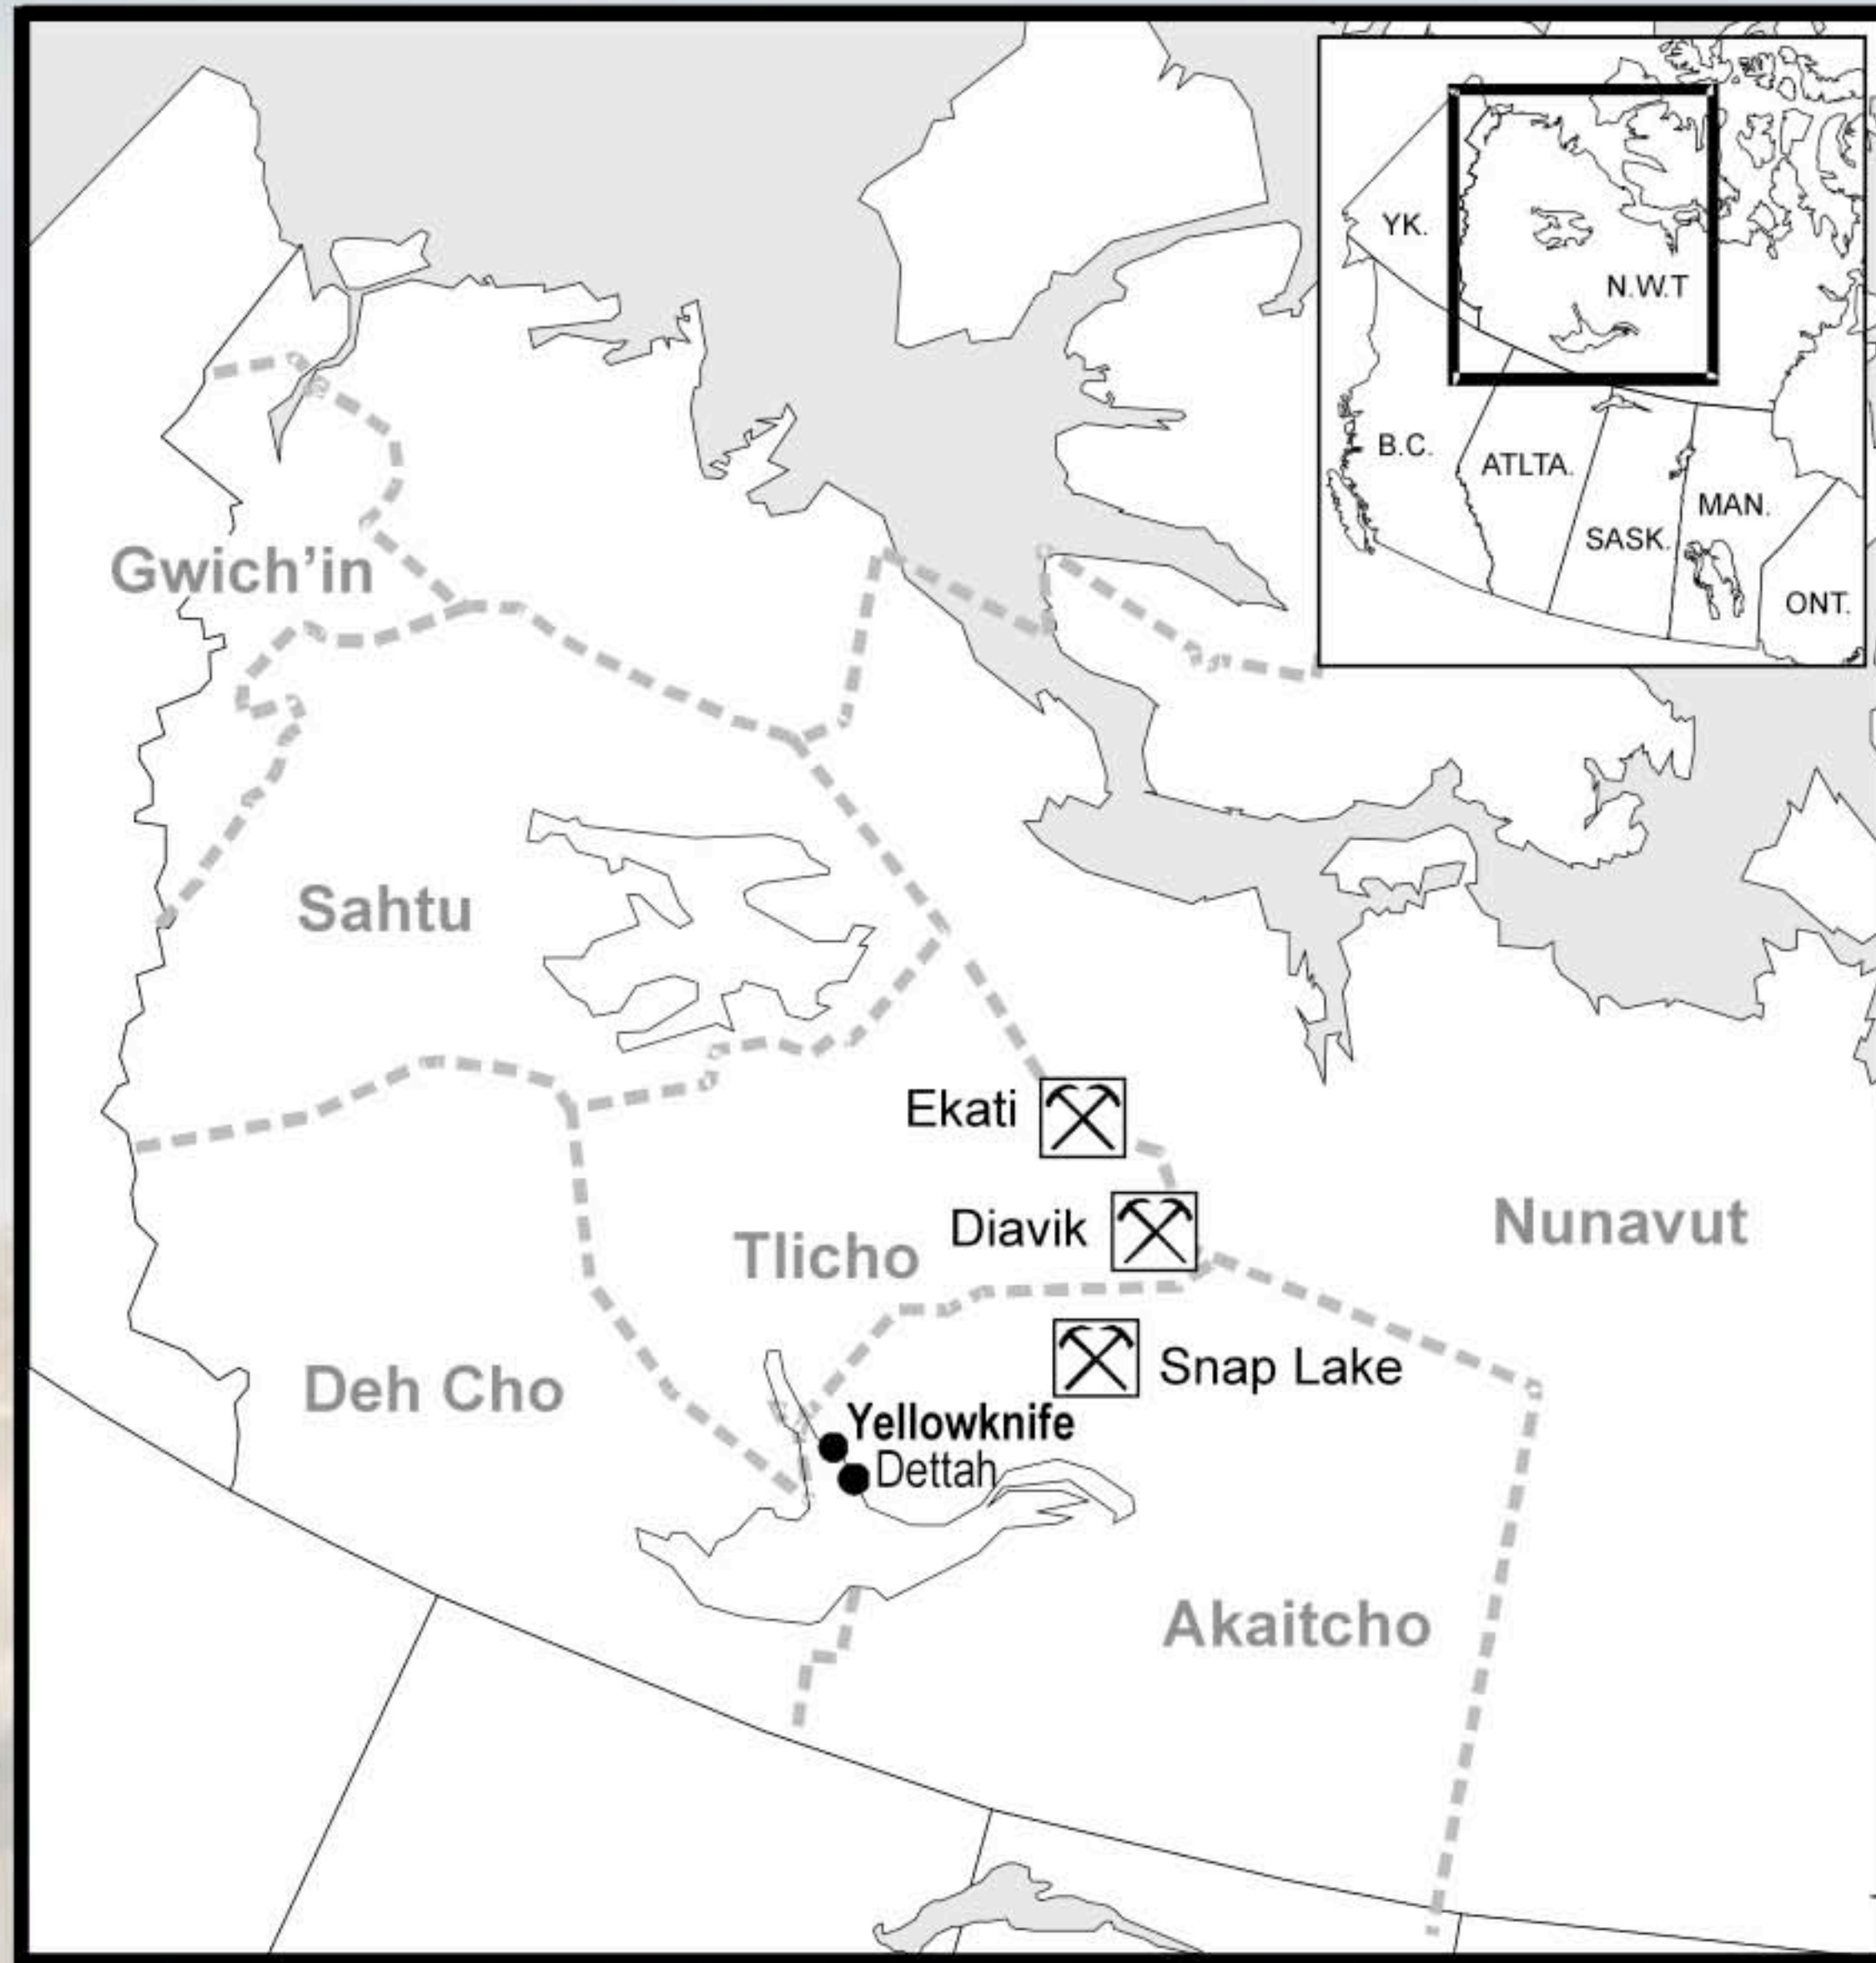 YK.
N.W.T
B.C.
ATLTA.
MAN.
SASK.
ONT.
Gwich’in
Sahtu
Ekati
Nunavut
Diavik
Tlicho
Snap Lake
Deh Cho
Yellowknife
Dettah
Akaitcho